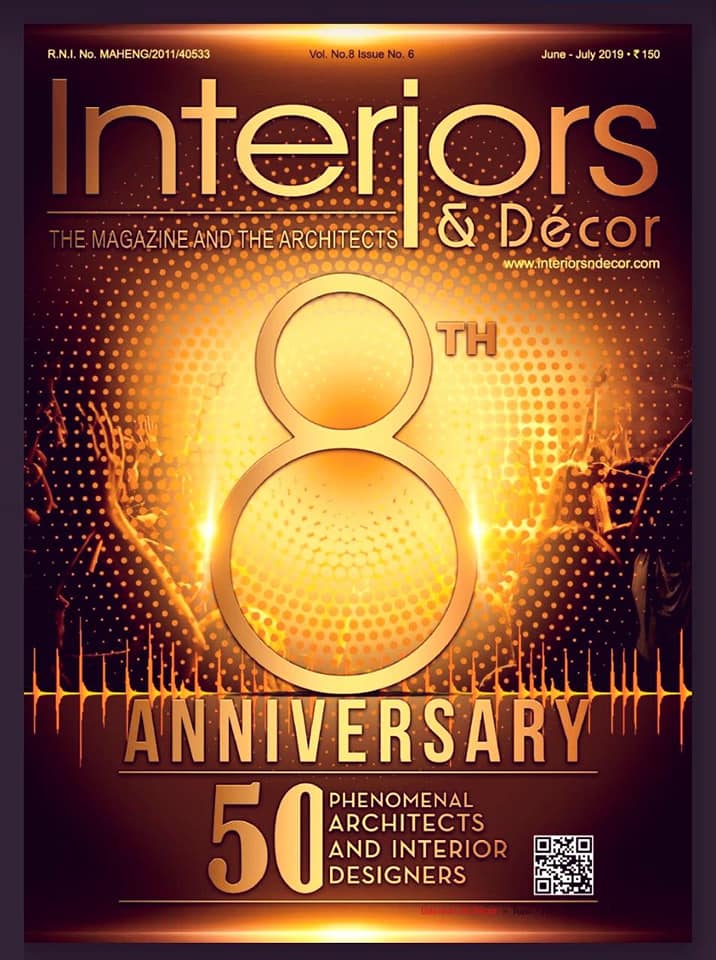 R.N.I. No. MAHENG/2011/40533 Vol. No.8 Issue No. 6 June - July 2019 • ₹ 150
Interiors
& Décor
THE MAGAZINE AND THE ARCHITECTS
www.interiorsndecor.com
8TH
ANNIVERSARY
50 PHENOMENAL
ARCHITECTS
AND INTERIOR
DESIGNERS